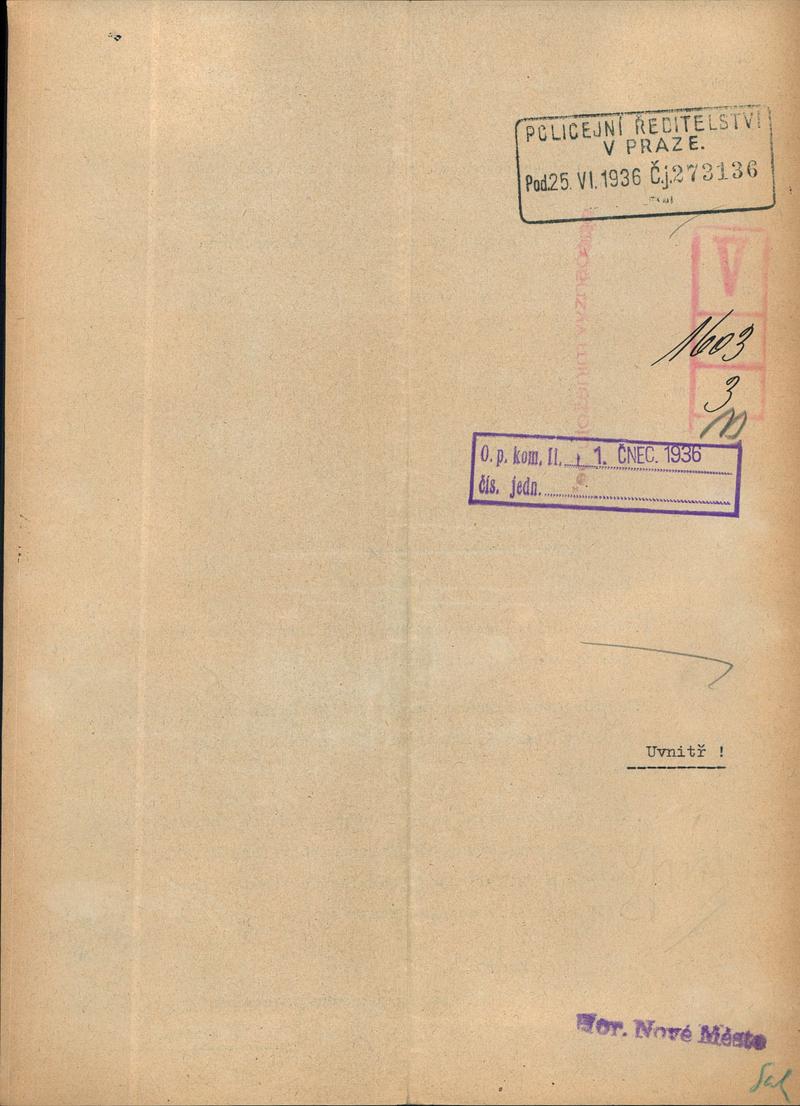 POLICEJNÍ ŘEDITELSTVÍ
V PRAZE.
Pod.25. VI. 1936 Č.j.273136
V
1603
3
O. p. kom. II. 1. ČNEC. 1936
čís. jedn.
Uvnitř !
Hor. Nové Město